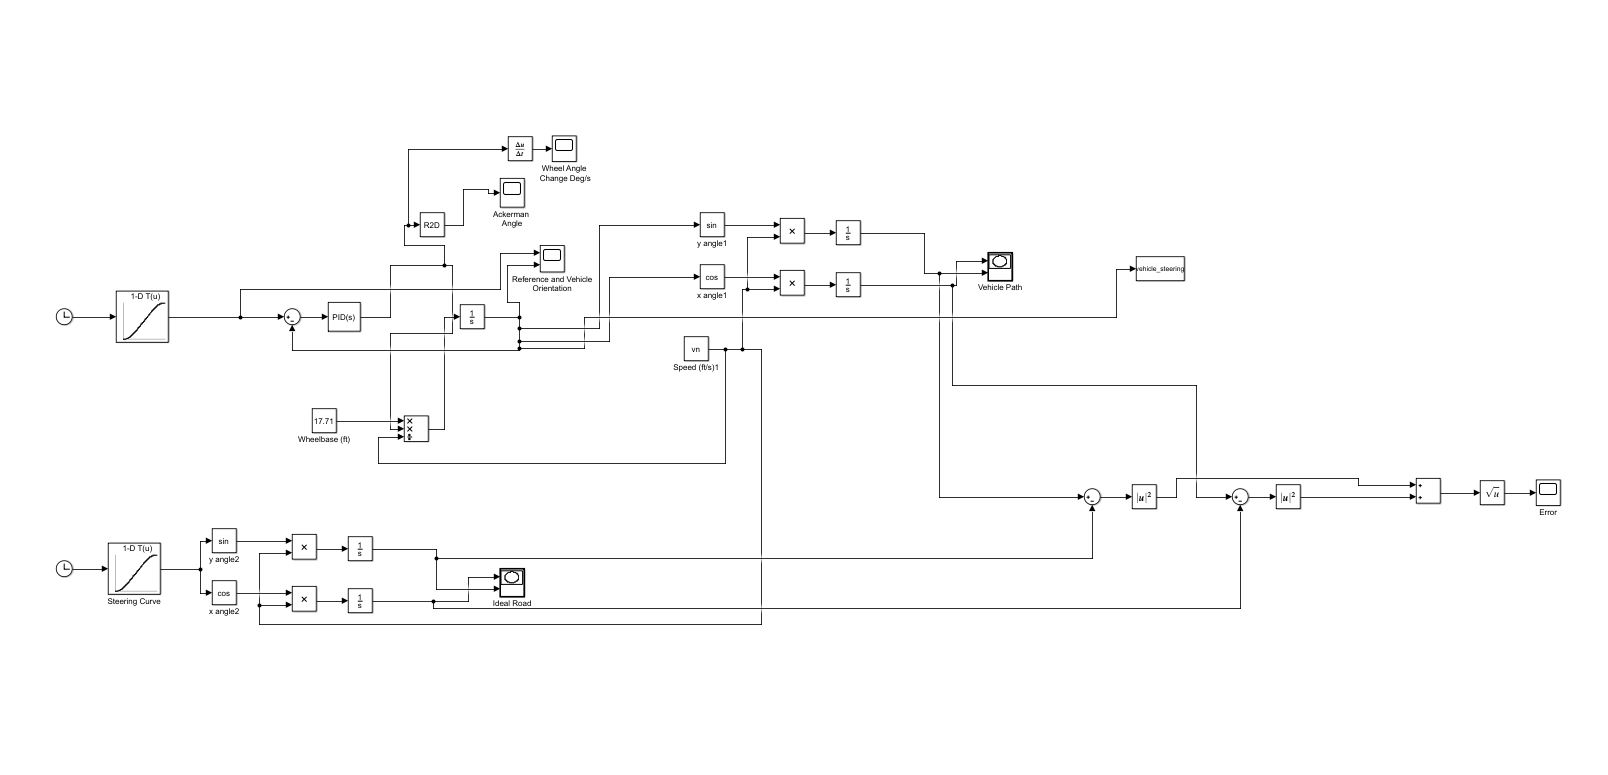 Δu
Δt
Wheel Angle
Change Deg/s
Ackerman
Angle
R2D
sin
y angle1
×
1
s
Reference and Vehicle
Orientation
cos
x angle1
×
1
s
Vehicle Path
vehicle_steering
1-D T(u)
+
-
PID(s)
1
s
vn
Speed (ft/s)1
17.71
Wheelbase (ft)
×
×
÷
+
-
|u|²
+
-
|u|²
+
+
√u
Error
sin
y angle2
×
1
s
1-D T(u)
Steering Curve
cos
x angle2
×
1
s
Ideal Road